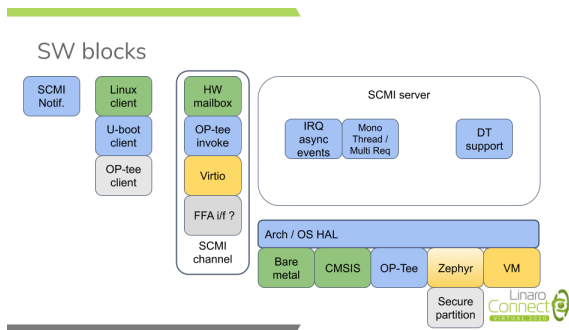 SW blocks
SCMI
Notif.
Linux
client
U-boot
client
OP-tee
client
HW
mailbox
OP-tee
invoke
Virtio
FFA i/f ?
SCMI
channel
SCMI server
IRQ
async
events
Mono
Thread /
Multi Req
DT
support
Arch / OS HAL
Bare
metal
CMSIS
OP-Tee
Zephyr
VM
Secure
partition
Linaro
Connect
VIRTUAL 2020